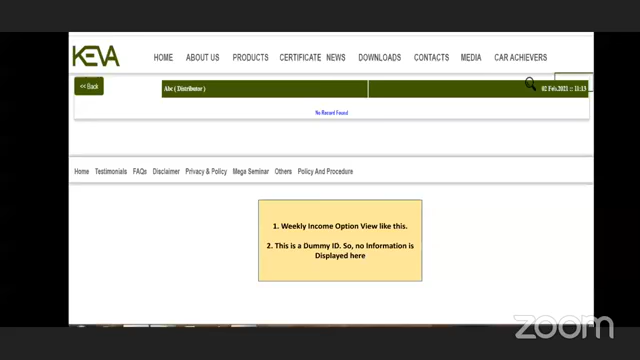 KEVA
HOME ABOUT US PRODUCTS CERTIFICATE NEWS DOWNLOADS CONTACTS MEDIA CAR ACHIEVERS
<< Back
Abc ( Distributor )
02 Feb.2021 :: 11:13
No Record Found
Home Testimonials FAQs Disclaimer Privacy & Policy Mega Seminar Others Policy And Procedure
1. Weekly Income Option View like this.
2. This is a Dummy ID. So, no Information is
Displayed here
zoom